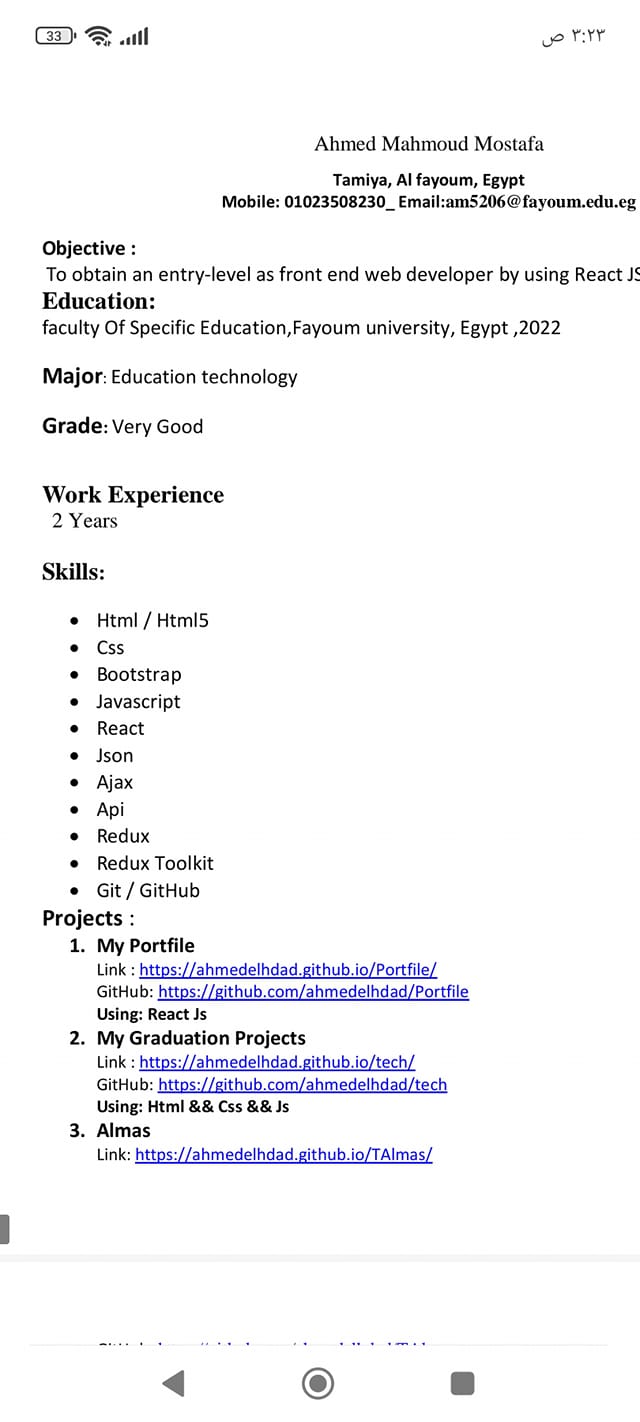 33
٣:٢٣ ص
Ahmed Mahmoud Mostafa
Tamiya, Al fayoum, Egypt
Mobile: 01023508230_ Email:am5206@fayoum.edu.eg
Objective :
To obtain an entry-level as front end web developer by using React JS
Education:
faculty Of Specific Education,Fayoum university, Egypt ,2022
Major: Education technology
Grade: Very Good
Work Experience
2 Years
Skills:
• Html / Html5
• Css
• Bootstrap
• Javascript
• React
• Json
• Ajax
• Api
• Redux
• Redux Toolkit
• Git / GitHub
Projects :
1. My Portfile
Link : https://ahmedelhdad.github.io/Portfile/
GitHub: https://github.com/ahmedelhdad/Portfile
Using: React Js
2. My Graduation Projects
Link : https://ahmedelhdad.github.io/tech/
GitHub: https://github.com/ahmedelhdad/tech
Using: Html && Css && Js
3. Almas
Link: https://ahmedelhdad.github.io/TAlmas/